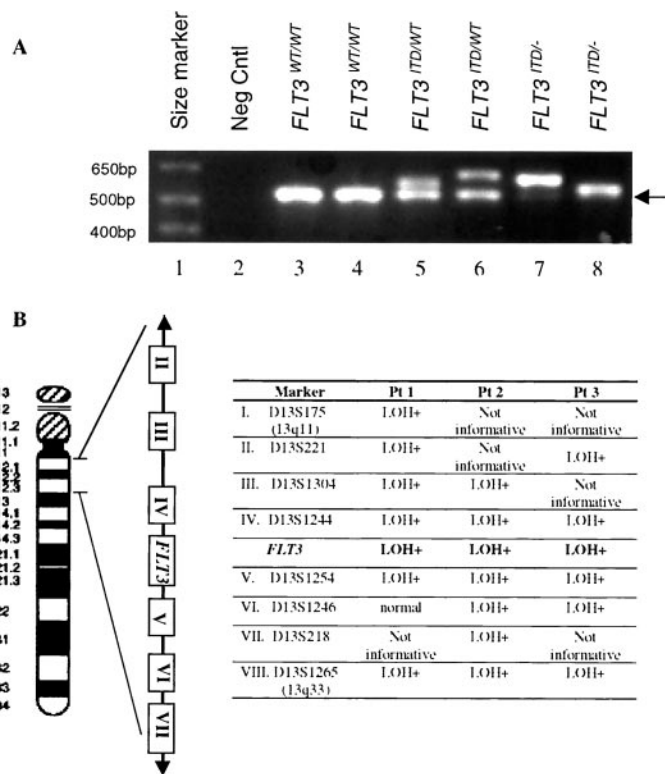 A
Size marker
Neg Cntl
FLT3 WT/WT
FLT3 WT/WT
FLT3 ITD/WT
FLT3 ITD/WT
FLT3 ITD/-
FLT3 ITD/-
650bp
500bp
400bp
1 2 3 4 5 6 7 8
B
II
III
IV
FLT3
V
VI
VII
Marker Pt 1 Pt 2 Pt 3
I. D13S175 (13q11) LOH+ Not informative Not informative
II. D13S221 LOH+ Not informative LOH+
III. D13S1304 LOH+ LOH+ Not informative
IV. D13S1244 LOH+ LOH+ LOH+
FLT3 LOH+ LOH+ LOH+
V. D13S1254 LOH+ LOH+ LOH+
VI. D13S1246 normal LOH+ LOH+
VII. D13S218 Not informative LOH+ Not informative
VIII. D13S1265 (13q33) LOH+ LOH+ LOH+